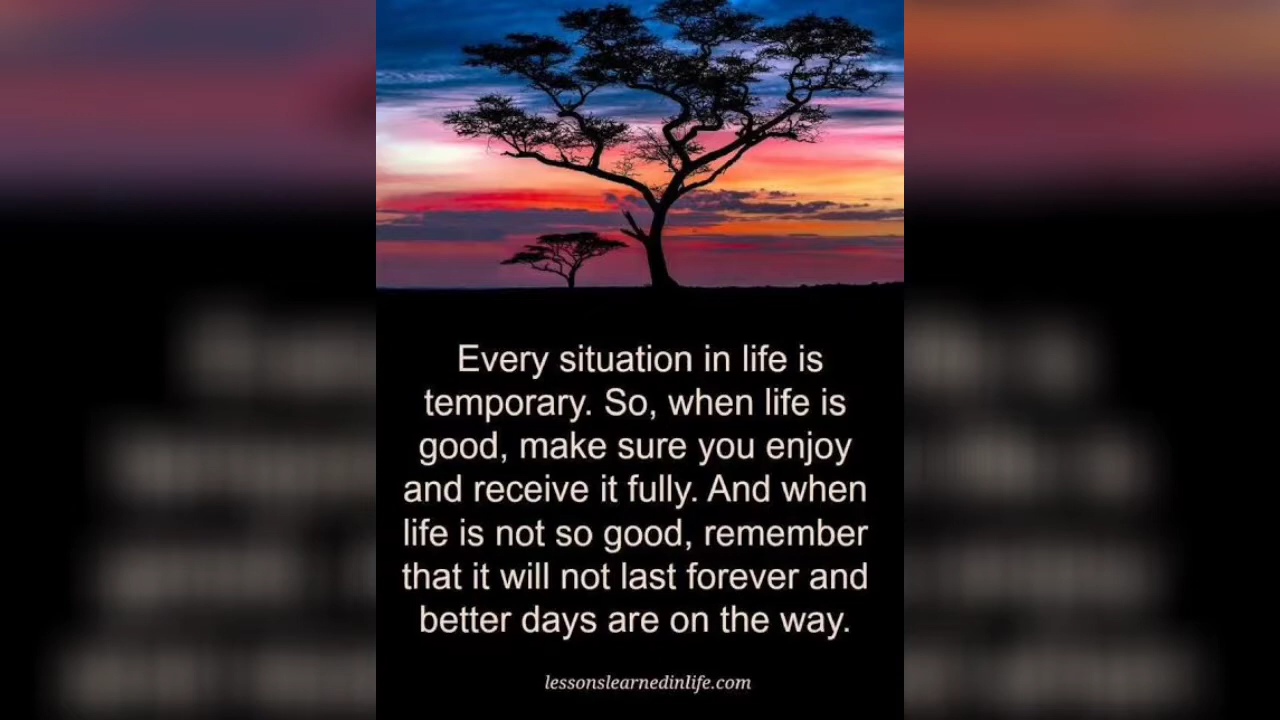 Every situation in life is
temporary. So, when life is
good, make sure you enjoy
and receive it fully. And when
life is not so good, remember
that it will not last forever and
better days are on the way.
lessonslearnedinlife.com